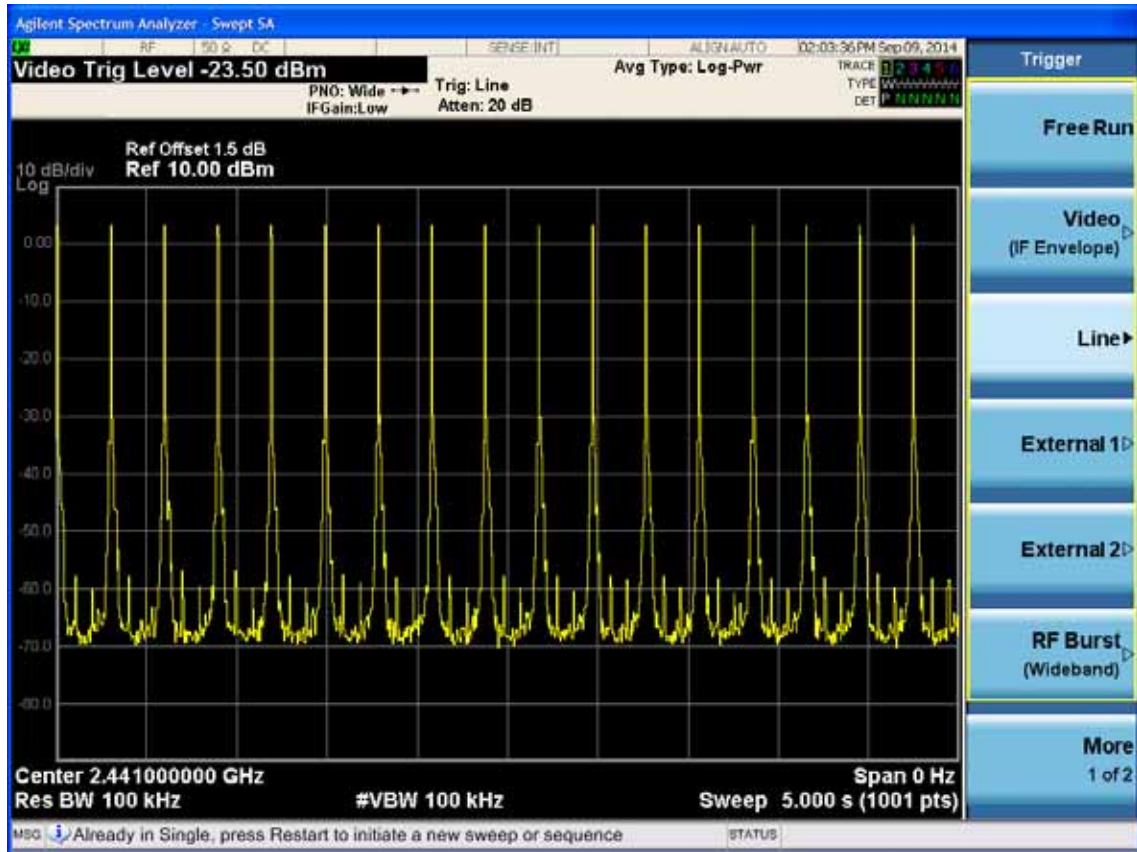 Agilent Spectrum Analyzer - Swept SA
RF 50 Ω DC SENSE:INT ALIGN AUTO 02:03:36 PM Sep 09, 2014
Video Trig Level -23.50 dBm
PNO: Wide
IFGain:Low
Trig: Line
Atten: 20 dB
Avg Type: Log-Pwr
TRACE 1 2 3 4 5 6
TYPE
DET P N N N N N
Ref Offset 1.5 dB
10 dB/div Ref 10.00 dBm
Log
0.00
-10.0
-20.0
-30.0
-40.0
-50.0
-60.0
-70.0
-80.0
Center 2.441000000 GHz Span 0 Hz
Res BW 100 kHz #VBW 100 kHz Sweep 5.000 s (1001 pts)
MSG Already in Single, press Restart to initiate a new sweep or sequence STATUS
Trigger
Free Run
Video
(IF Envelope)
Line
External 1
External 2
RF Burst
(Wideband)
More
1 of 2